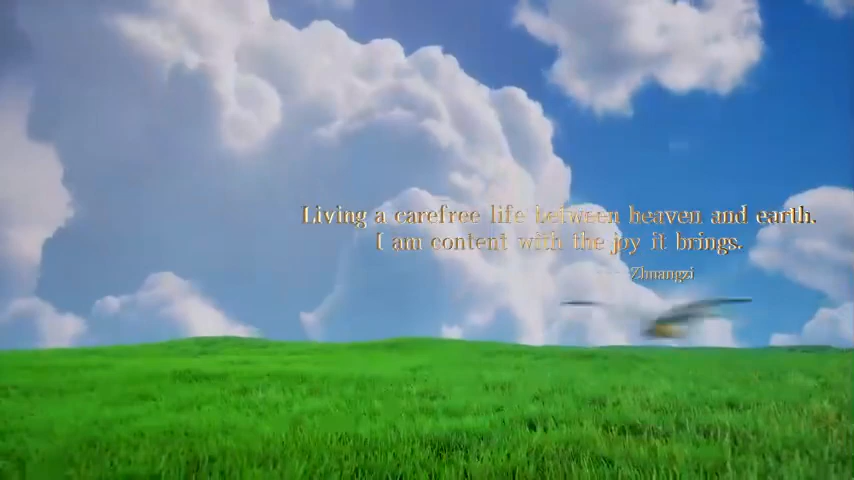 Living a carefree life between heaven and earth.
I am content with the joy it brings.
Zhuangzi